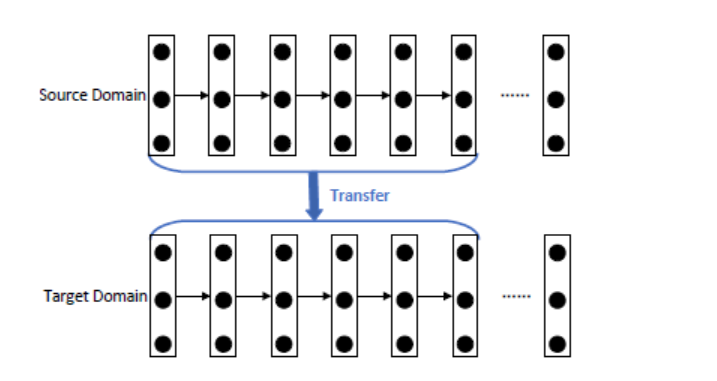 Source Domain
......
Transfer
Target Domain
......